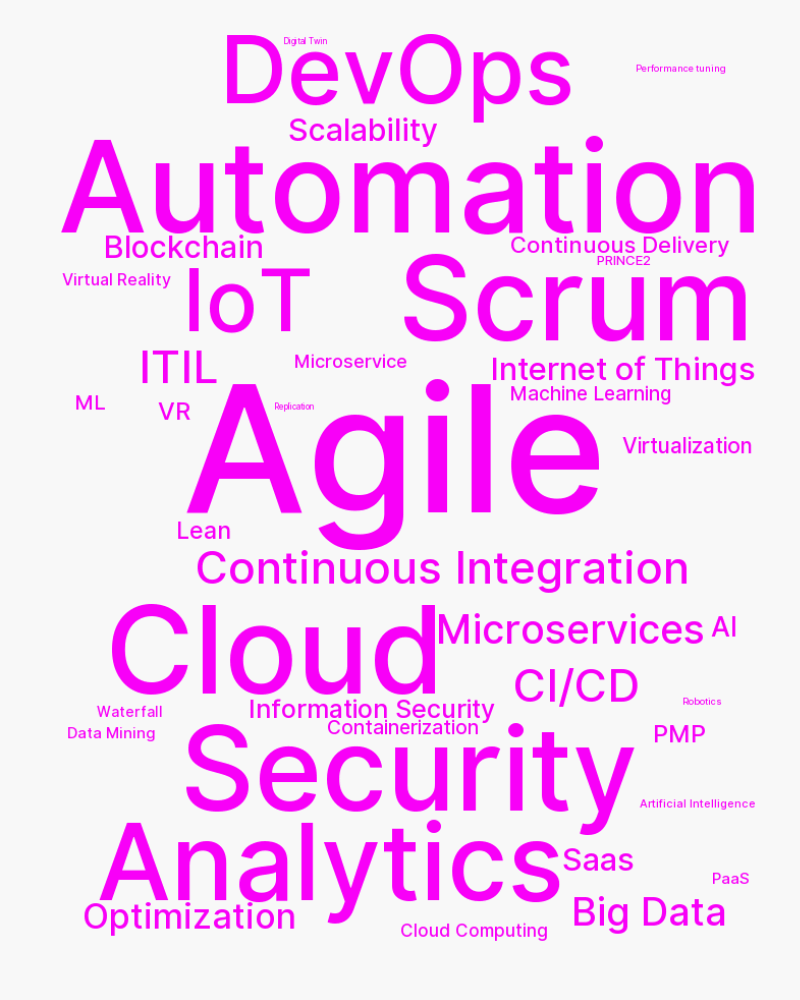 Digital Twin
DevOps
Performance tuning
Scalability
Automation
Blockchain
Continuous Delivery
PRINCE2
Virtual Reality
IoT
Scrum
ITIL
Microservice
Internet of Things
Machine Learning
ML
VR
Replication
Agile
Virtualization
Lean
Continuous Integration
Cloud
Microservices
AI
CI/CD
Information Security
Robotics
Waterfall
Containerization
Data Mining
Security
PMP
Artificial Intelligence
Analytics
Saas
PaaS
Optimization
Big Data
Cloud Computing